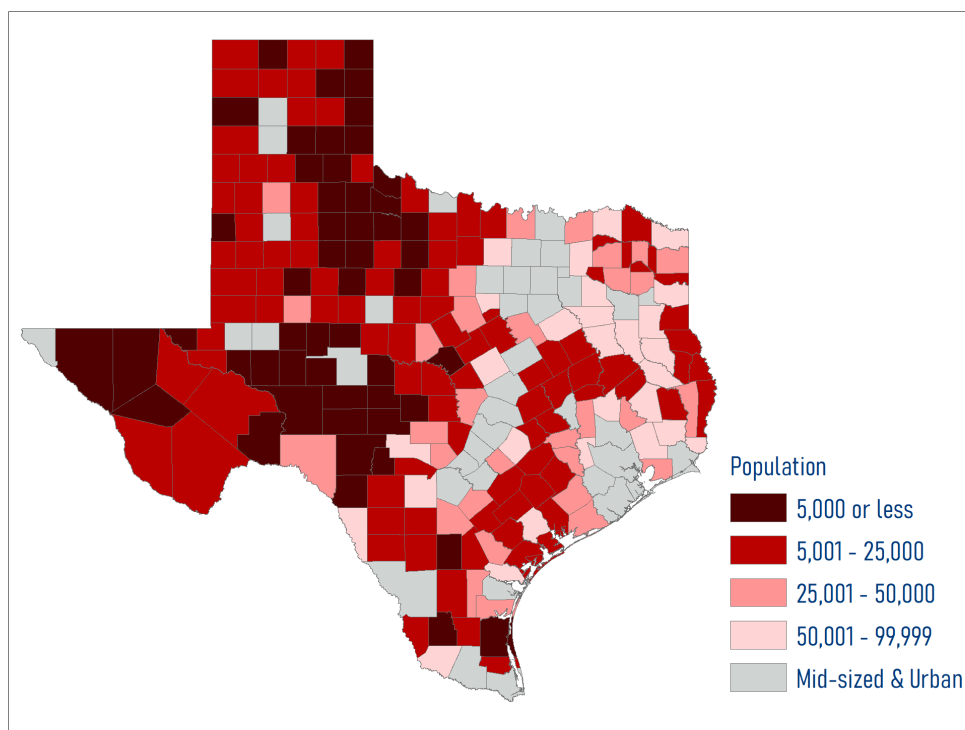 Population
5,000 or less
5,001 - 25,000
25,001 - 50,000
50,001 - 99,999
Mid-sized & Urban